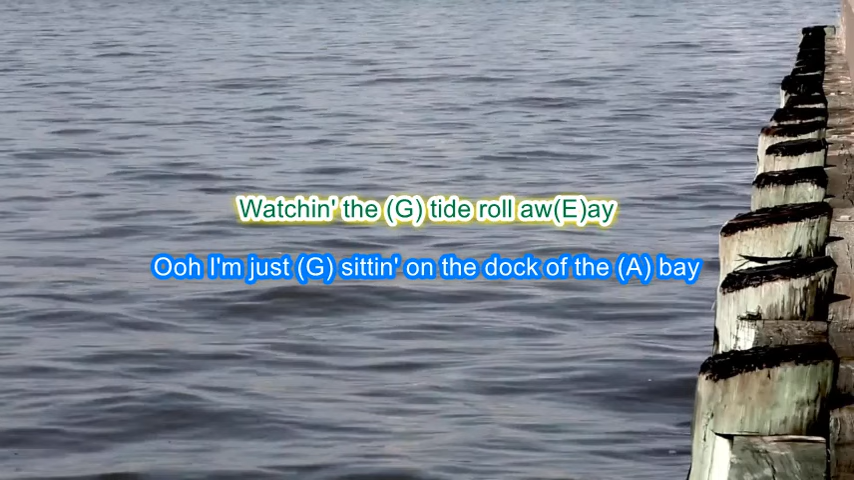 Watchin' the (G) tide roll aw(E)ay
Ooh I'm just (G) sittin' on the dock of the (A) bay